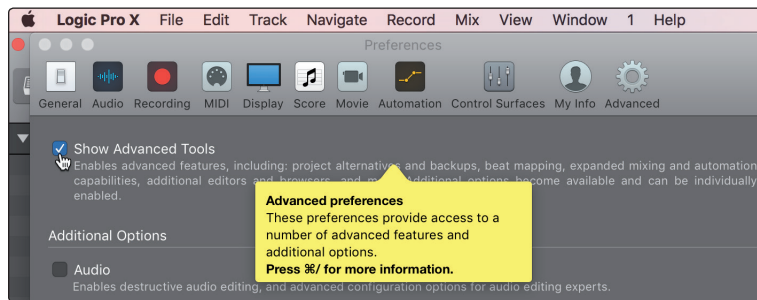 Logic Pro X File Edit Track Navigate Record Mix View Window 1 Help
Preferences
General Audio Recording MIDI Display Score Movie Automation Control Surfaces My Info Advanced
Show Advanced Tools
Enables advanced features, including: project alternatives and backups, beat mapping, expanded mixing and automation
capabilities, additional editors and browsers, and Additional options become available and can be individually
enabled.
Advanced preferences
These preferences provide access to a
number of advanced features and
additional options.
Press ⌘/ for more information.
Additional Options
Audio
Enables destructive audio editing, and advanced configuration options for audio editing experts.